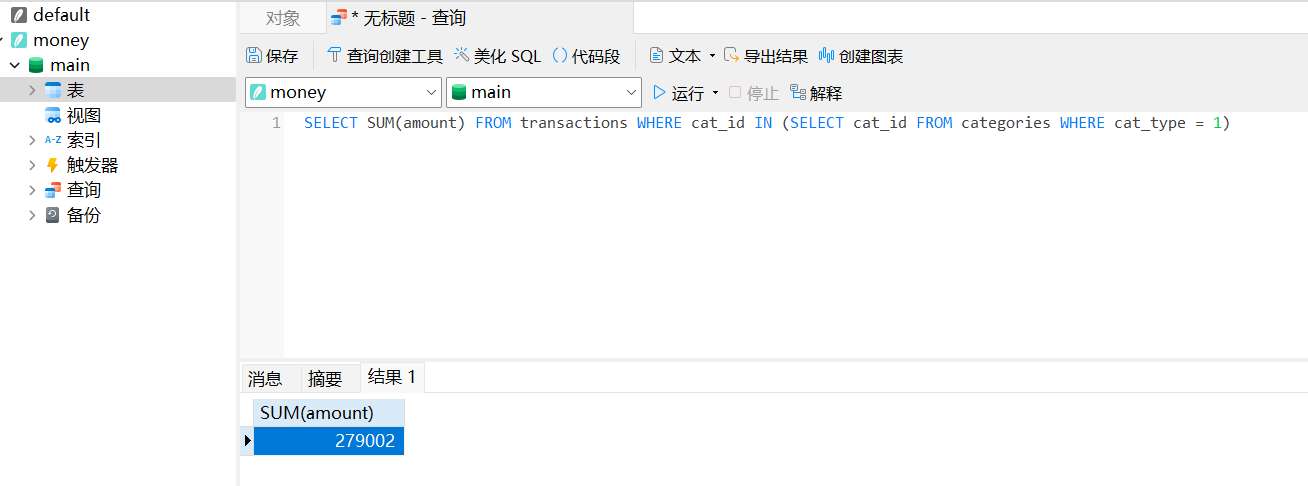 default
money
main
表
视图
A-Z 索引
触发器
查询
备份
对象
* 无标题 - 查询
保存 查询创建工具 美化 SQL () 代码段 文本 导出结果 创建图表
money main 运行 停止 解释
1 SELECT SUM(amount) FROM transactions WHERE cat_id IN (SELECT cat_id FROM categories WHERE cat_type = 1)
消息 摘要 结果 1
SUM(amount)
279002